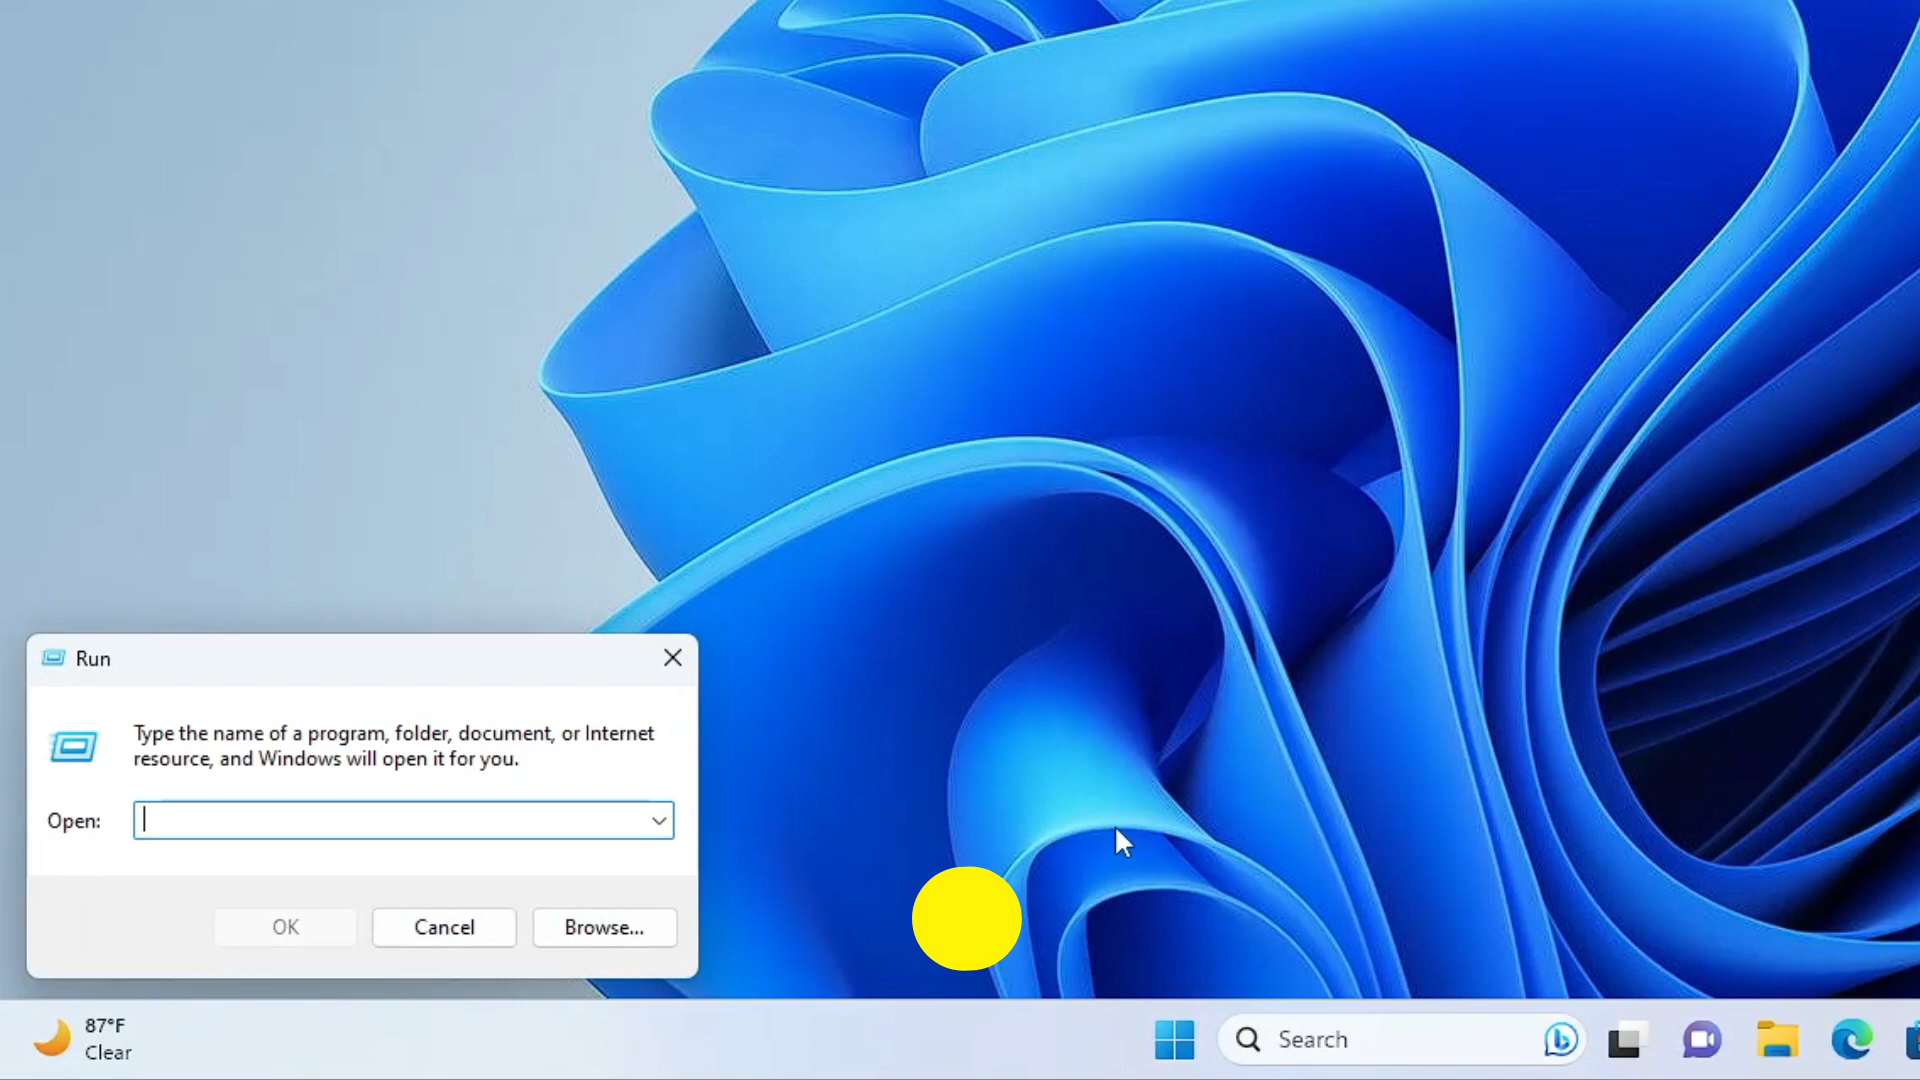 Run
Type the name of a program, folder, document, or Internet
resource, and Windows will open it for you.
Open:
OK
Cancel
Browse...
87°F
Clear
Search